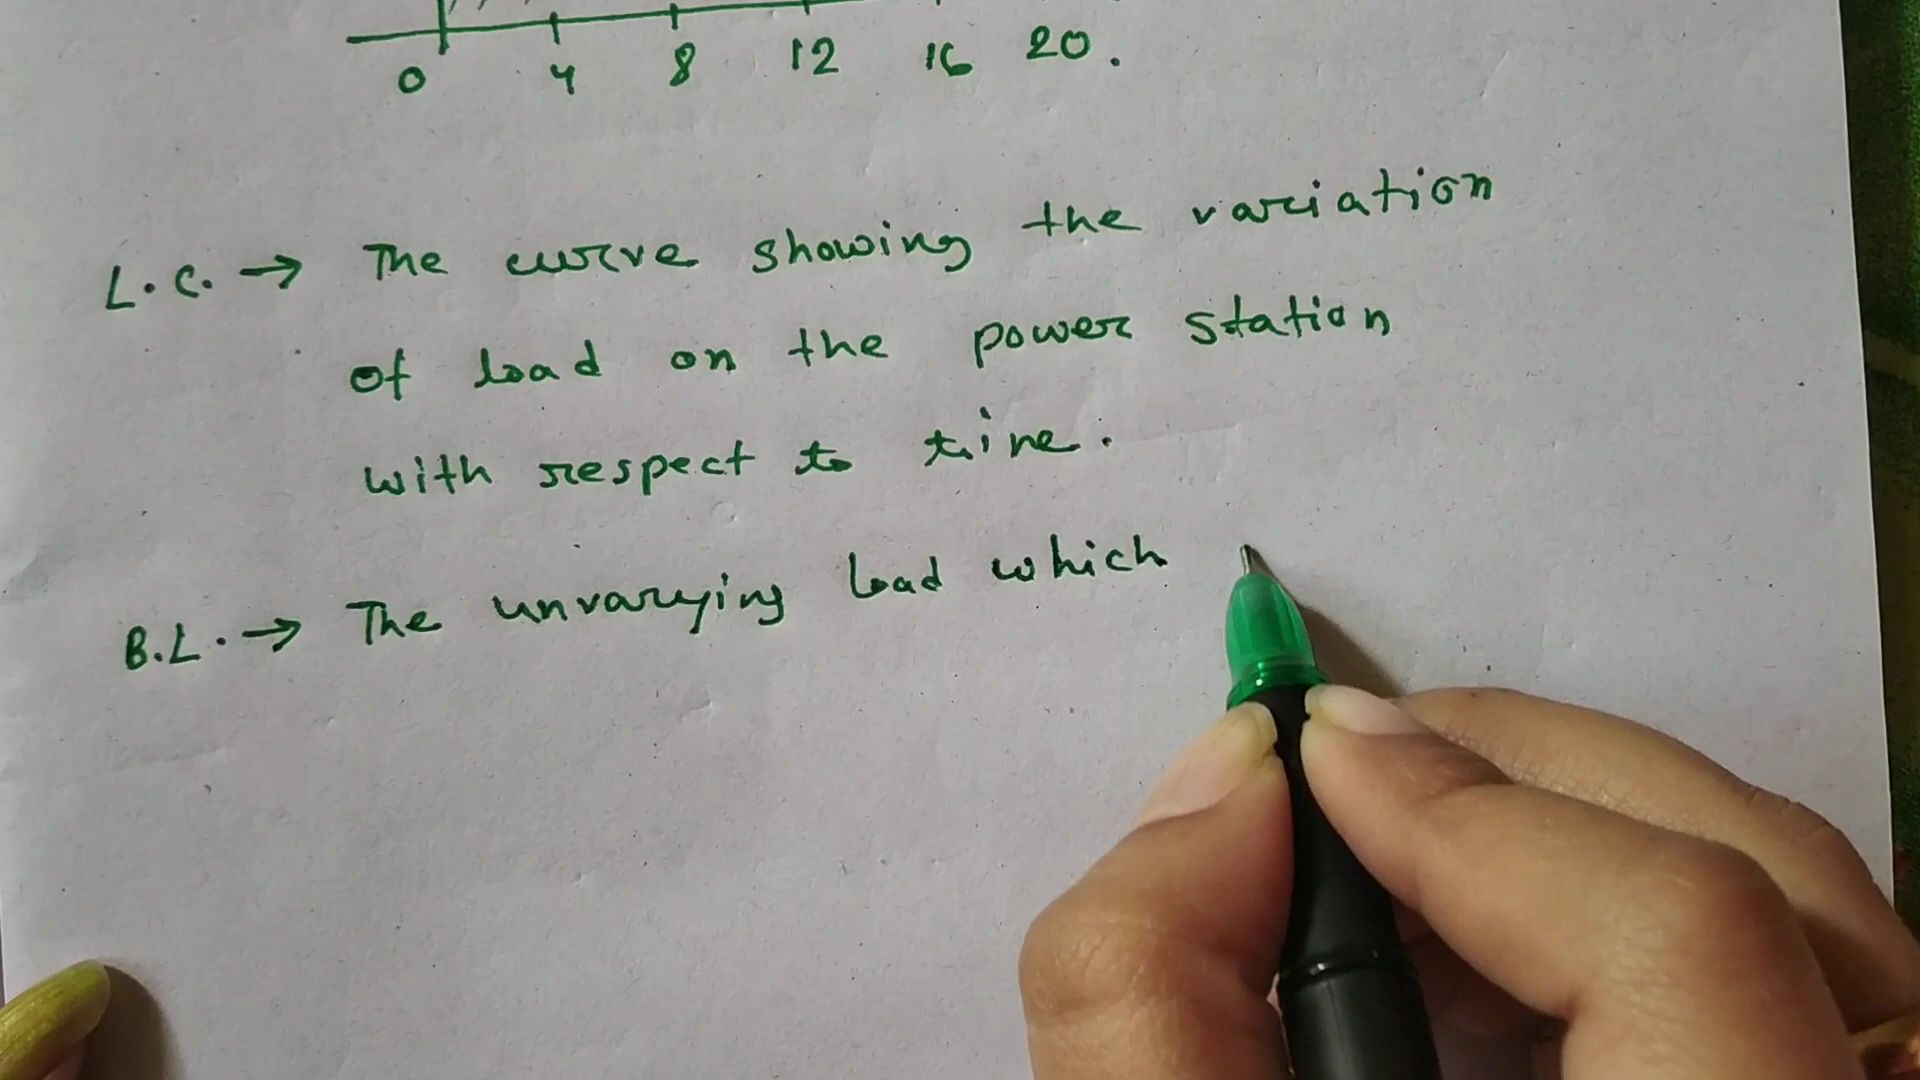 0 4 8 12 16 20.
L.C. → The curve showing the variation
of load on the power station
with respect to time.
B.L. → The unvarying load which